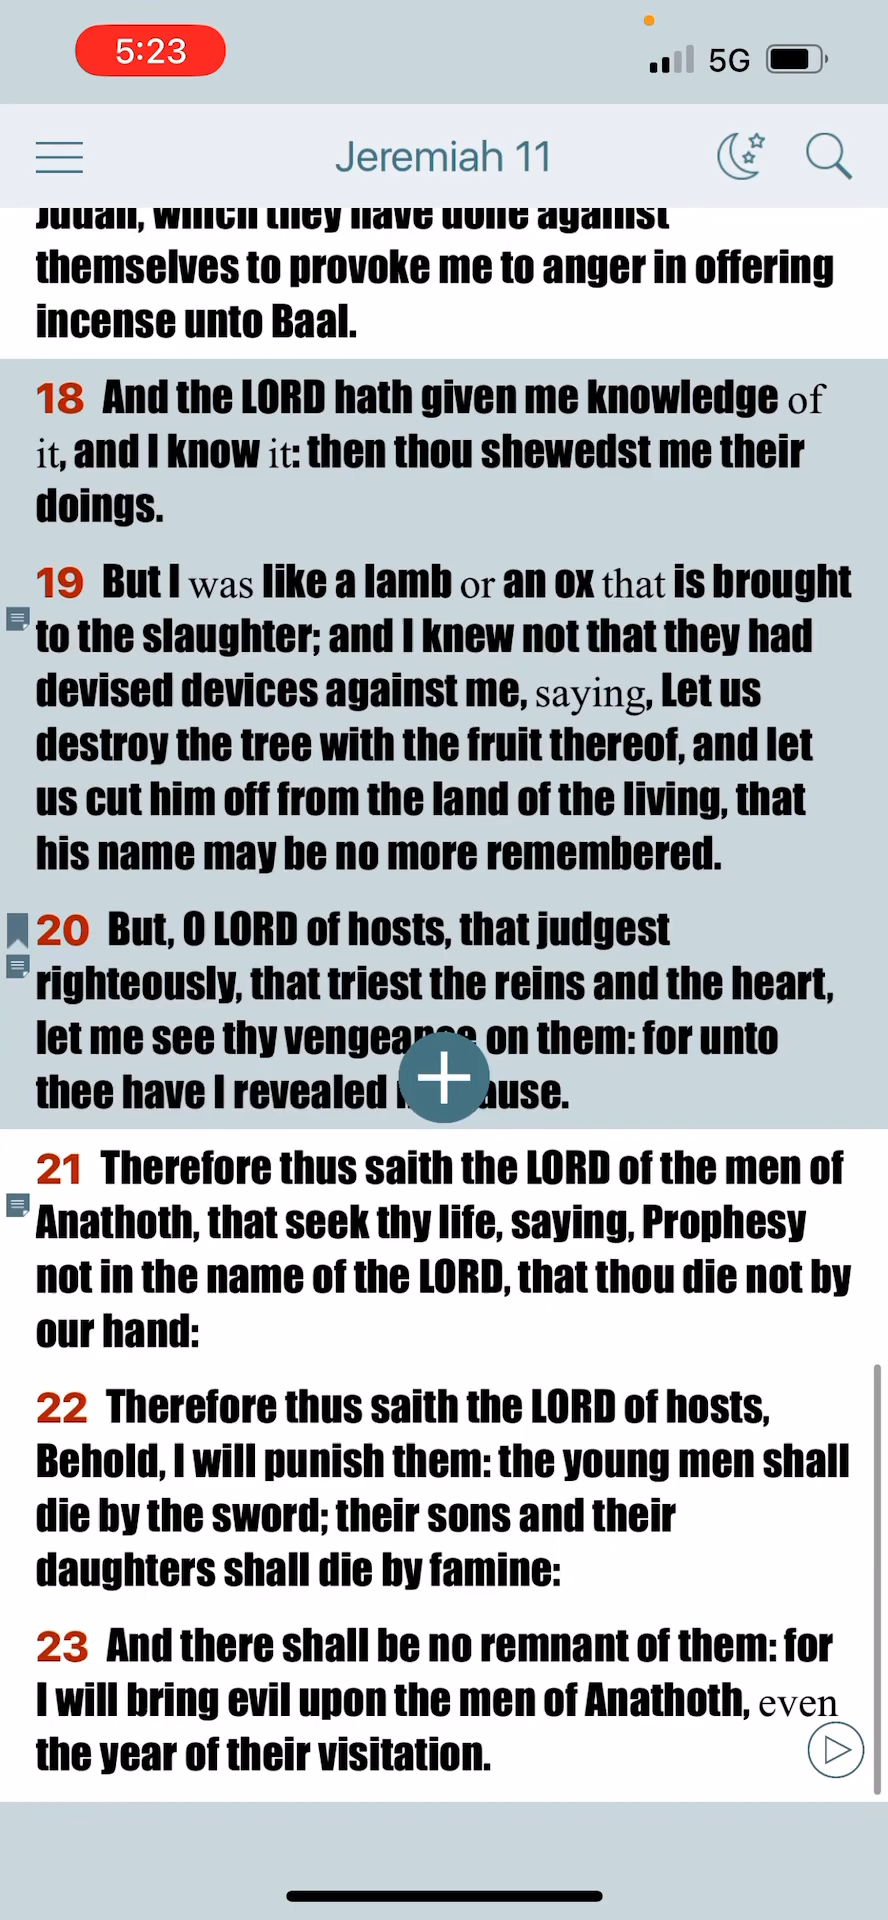 5:23
5G
Jeremiah 11
Judah, which they have done against
themselves to provoke me to anger in offering
incense unto Baal.
18 And the LORD hath given me knowledge of
it, and I know it: then thou shewedst me their
doings.
19 But I was like a lamb or an ox that is brought
to the slaughter; and I knew not that they had
devised devices against me, saying, Let us
destroy the tree with the fruit thereof, and let
us cut him off from the land of the living, that
his name may be no more remembered.
20 But, O LORD of hosts, that judgest
righteously, that triest the reins and the heart,
let me see thy vengeance on them: for unto
thee have I revealed
21 Therefore thus saith the LORD of the men of
Anathoth, that seek thy life, saying, Prophesy
not in the name of the LORD, that thou die not by
our hand:
22 Therefore thus saith the LORD of hosts,
Behold, I will punish them: the young men shall
die by the sword; their sons and their
daughters shall die by famine:
23 And there shall be no remnant of them: for
I will bring evil upon the men of Anathoth, even
the year of their visitation.